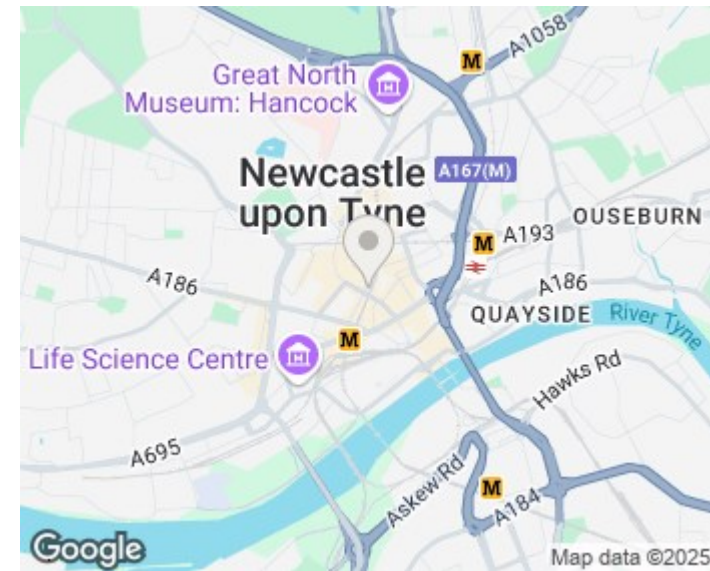 A1058
M
Great North
Museum: Hancock
Newcastle
upon Tyne
A167(M)
OUSEBURN
M
A193
A186
A186
QUAYSIDE
River Tyne
M
Life Science Centre
Hawks Rd
A695
Askew Rd
M
A184
Google
Map data ©2025